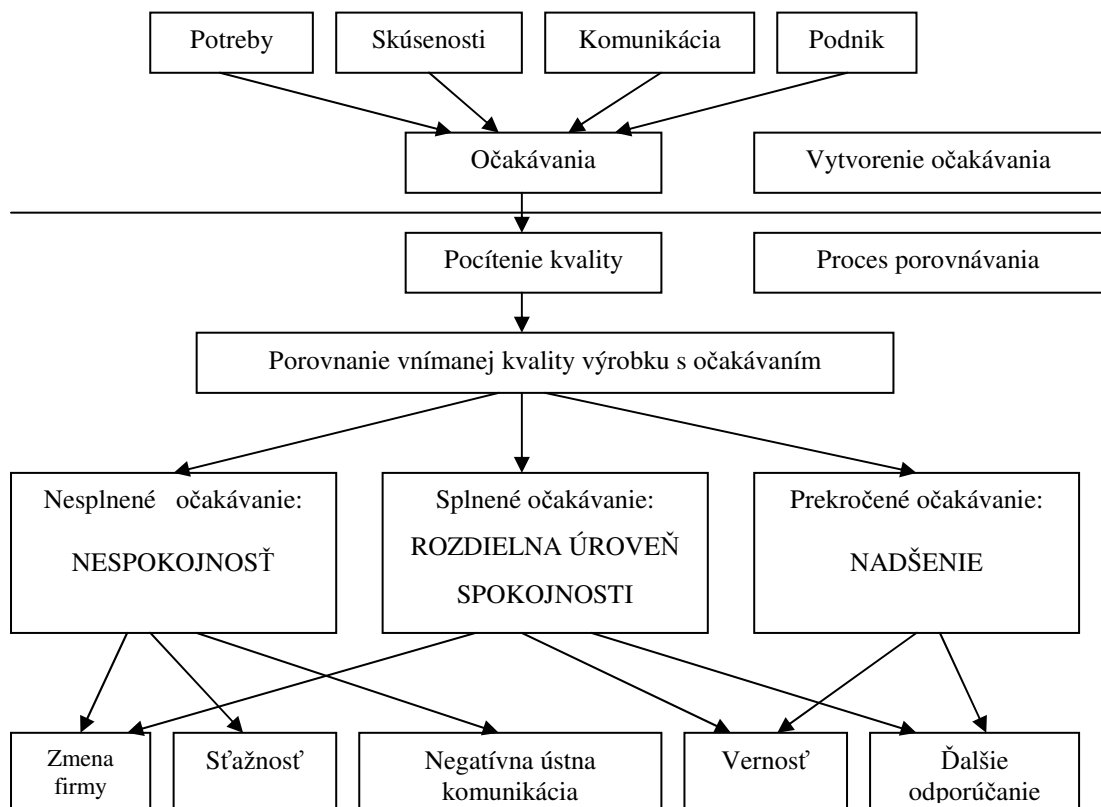 Potreby
Skúsenosti
Komunikácia
Podnik
Očakávania
Vytvorenie očakávania
Pocítenie kvality
Proces porovnávania
Porovnanie vnímanej kvality výrobku s očakávaním
Nesplnené očakávanie:
NESPOKOJNOSŤ
Splnené očakávanie:
ROZDIELNA ÚROVEŇ
SPOKOJNOSTI
Prekročené očakávanie:
NADŠENIE
Zmena
firmy
Sťažnosť
Negatívna ústna
komunikácia
Vernosť
Ďalšie
odporúčanie